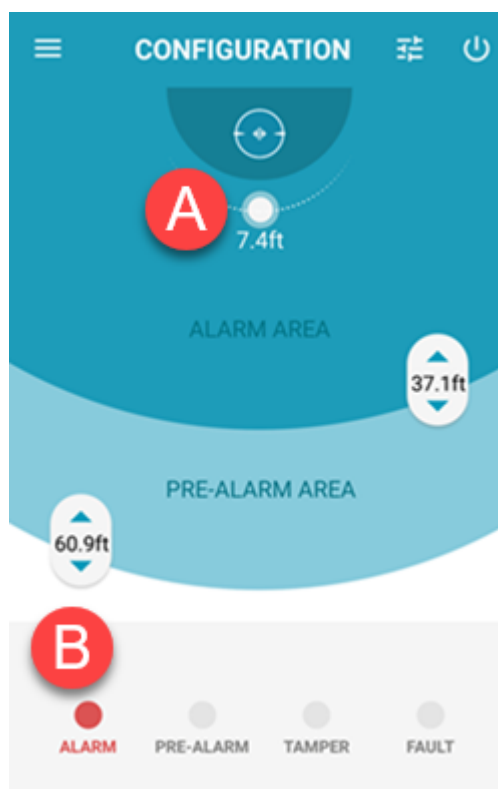 CONFIGURATION
A
7.4ft
ALARM AREA
37.1ft
PRE-ALARM AREA
60.9ft
B
ALARM PRE-ALARM TAMPER FAULT